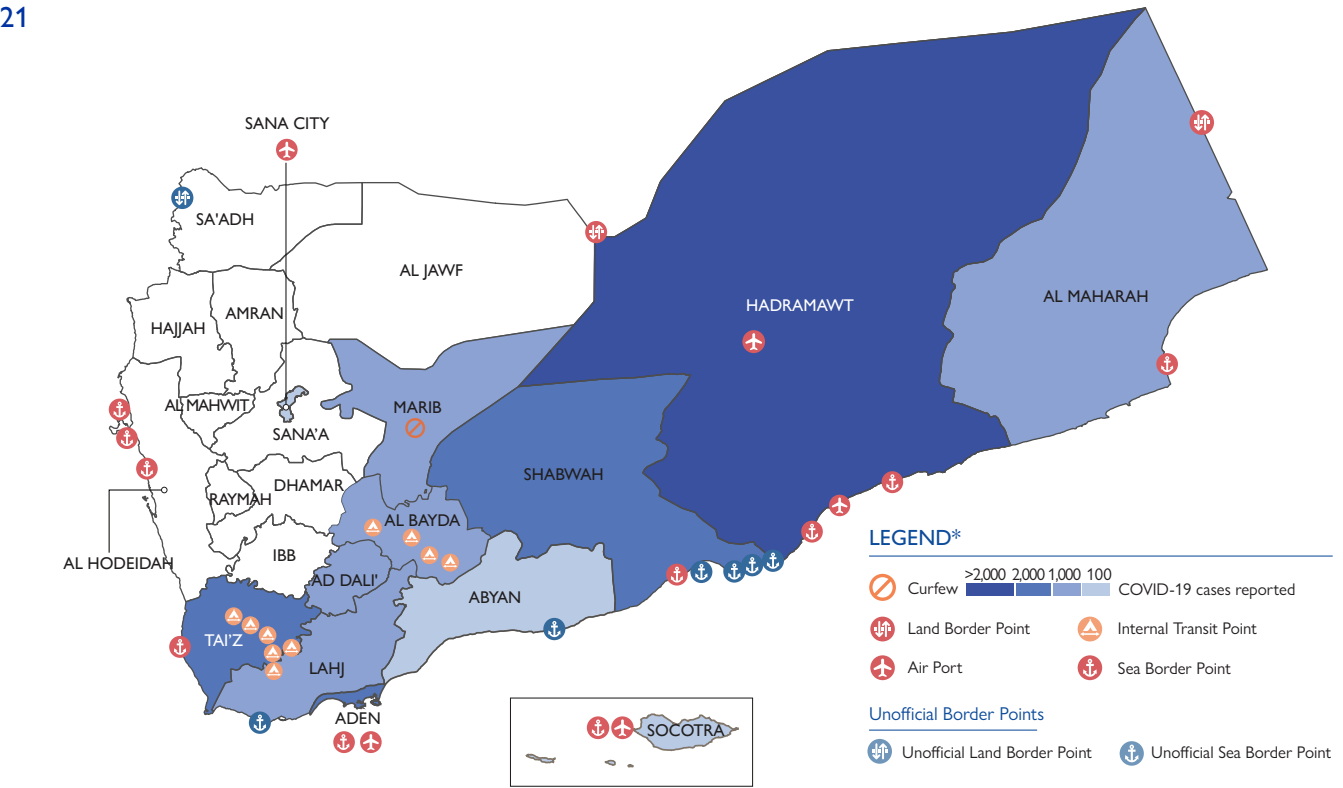 21
SANA CITY
SA'ADH
AL JAWF
HADRAMAWT
AL MAHARAH
HAJJAH
AMRAN
AL MAHWIT
MARIB
SANA'A
SHABWAH
RAYMAH
DHAMAR
AL BAYDA
AL HODEIDAH
IBB
AD DALI'
ABYAN
TAI'Z
LAHJ
ADEN
SOCOTRA
LEGEND*
Curfew
>2,000 2,000 1,000 100
COVID-19 cases reported
Land Border Point
Internal Transit Point
Air Port
Sea Border Point
Unofficial Border Points
Unofficial Land Border Point
Unofficial Sea Border Point